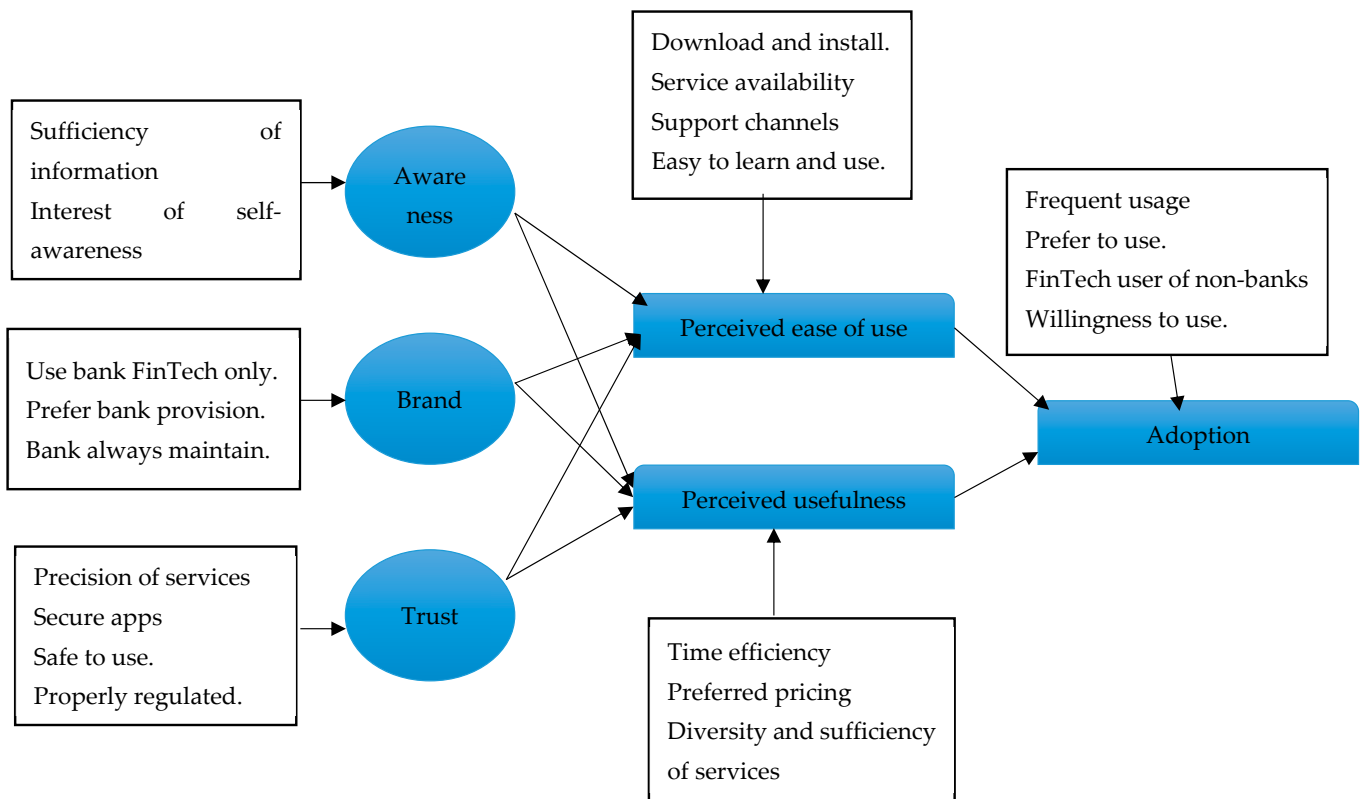 Download and install.
Service availability
Support channels
Easy to learn and use.
Sufficiency of
information
Interest of self-
awareness
Aware
ness
Frequent usage
Prefer to use.
FinTech user of non-banks
Willingness to use.
Perceived ease of use
Use bank FinTech only.
Prefer bank provision.
Bank always maintain.
Brand
Adoption
Perceived usefulness
Precision of services
Secure apps
Safe to use.
Properly regulated.
Trust
Time efficiency
Preferred pricing
Diversity and sufficiency
of services